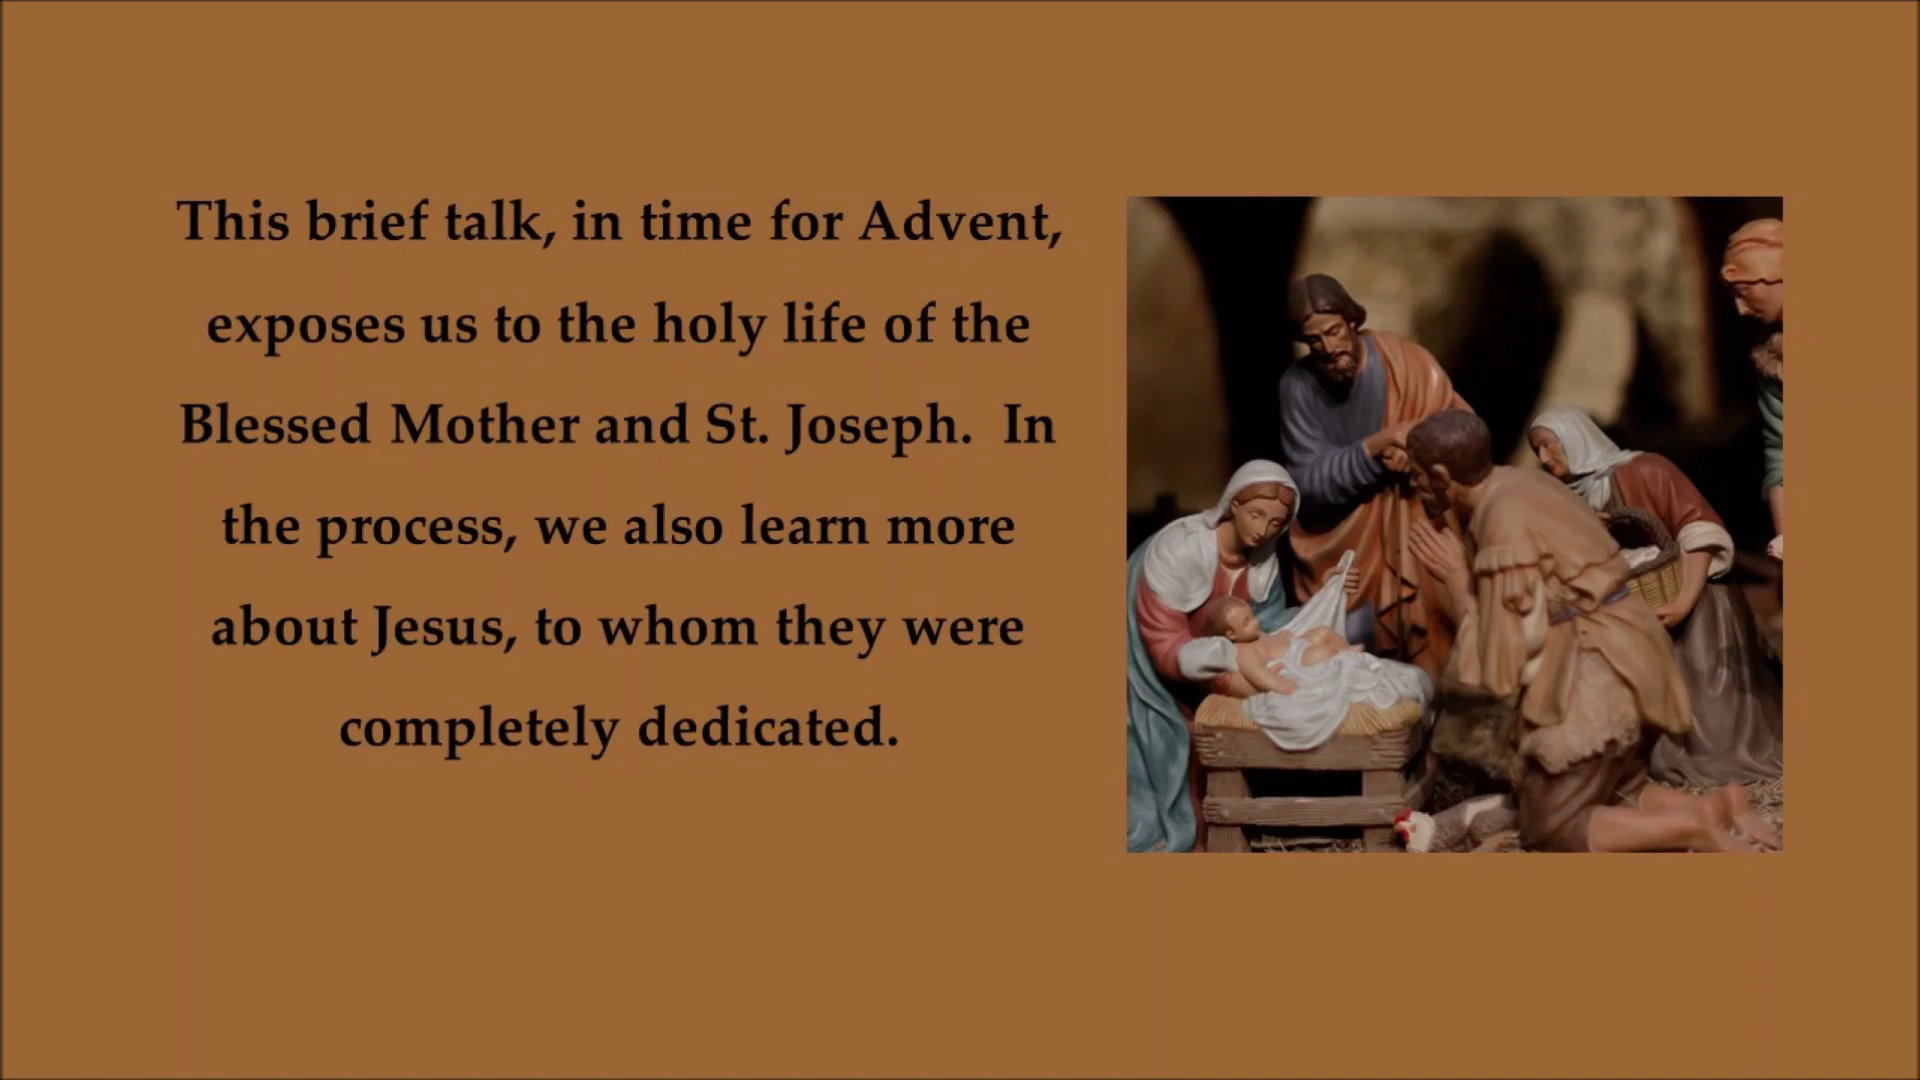 This brief talk, in time for Advent,
exposes us to the holy life of the
Blessed Mother and St. Joseph.  In
the process, we also learn more
about Jesus, to whom they were
completely dedicated.